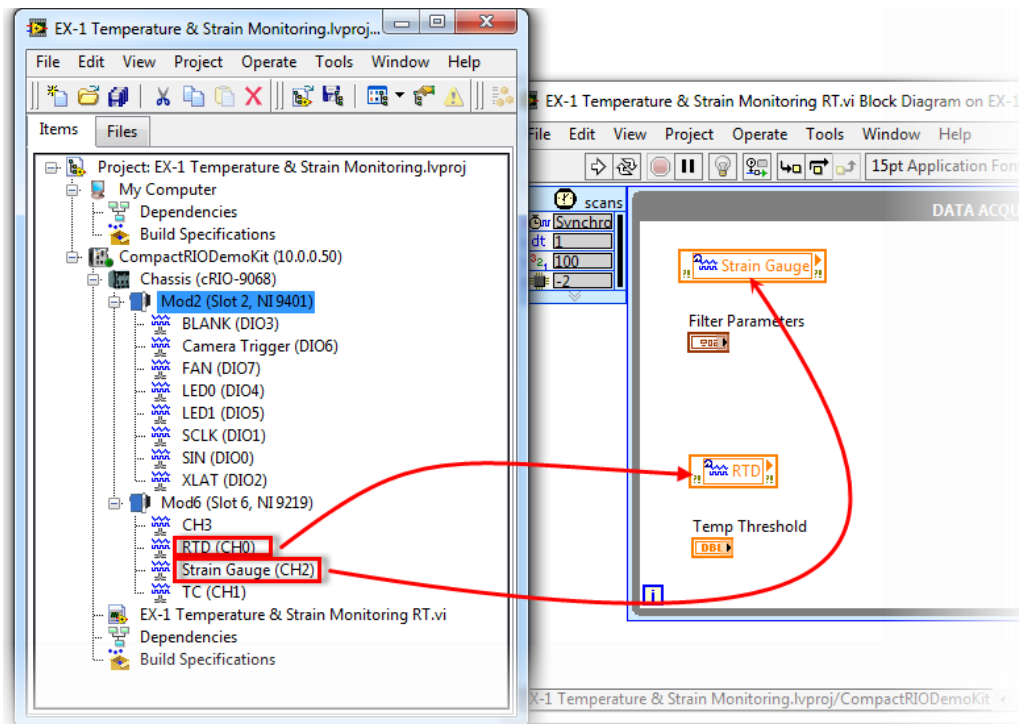 EX-1 Temperature & Strain Monitoring.lvproj...
File Edit View Project Operate Tools Window Help
Items Files
Project: EX-1 Temperature & Strain Monitoring.lvproj
My Computer
Dependencies
Build Specifications
CompactRIODemoKit (10.0.0.50)
Chassis (cRIO-9068)
Mod2 (Slot 2, NI 9401)
BLANK (DIO3)
Camera Trigger (DIO6)
FAN (DIO7)
LED0 (DIO4)
LED1 (DIO5)
SCLK (DIO1)
SIN (DIO0)
XLAT (DIO2)
Mod6 (Slot 6, NI 9219)
CH3
RTD (CH0)
Strain Gauge (CH2)
TC (CH1)
EX-1 Temperature & Strain Monitoring RT.vi
Dependencies
Build Specifications
EX-1 Temperature & Strain Monitoring RT.vi Block Diagram on EX-1
File Edit View Project Operate Tools Window Help
15pt Application Fon
scans
Synchro
dt 1
100
-2
DATA ACQU
Strain Gauge
Filter Parameters
RTD
Temp Threshold
DBL
i
X-1 Temperature & Strain Monitoring.lvproj/CompactRIODemoKit